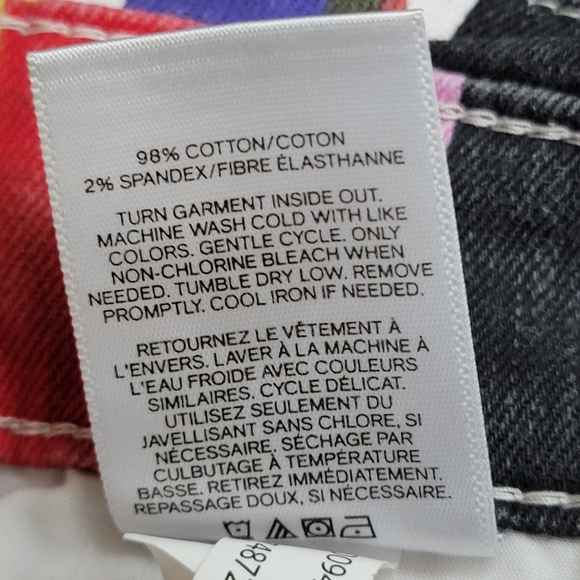 98% COTTON/COTON
2% SPANDEX/FIBRE ÉLASTHANNE
TURN GARMENT INSIDE OUT.
MACHINE WASH COLD WITH LIKE
COLORS. GENTLE CYCLE. ONLY
NON-CHLORINE BLEACH WHEN
NEEDED. TUMBLE DRY LOW. REMOVE
PROMPTLY. COOL IRON IF NEEDED.
RETOURNEZ LE VÊTEMENT À
L'ENVERS. LAVER À LA MACHINE À
L'EAU FROIDE AVEC COULEURS
SIMILAIRES, CYCLE DÉLICAT.
UTILISEZ SEULEMENT DU
JAVELLISANT SANS CHLORE, SI
NÉCESSAIRE. SÉCHAGE PAR
CULBUTAGE À TEMPÉRATURE
BASSE. RETIREZ IMMÉDIATEMENT.
REPASSAGE DOUX, SI NÉCESSAIRE.